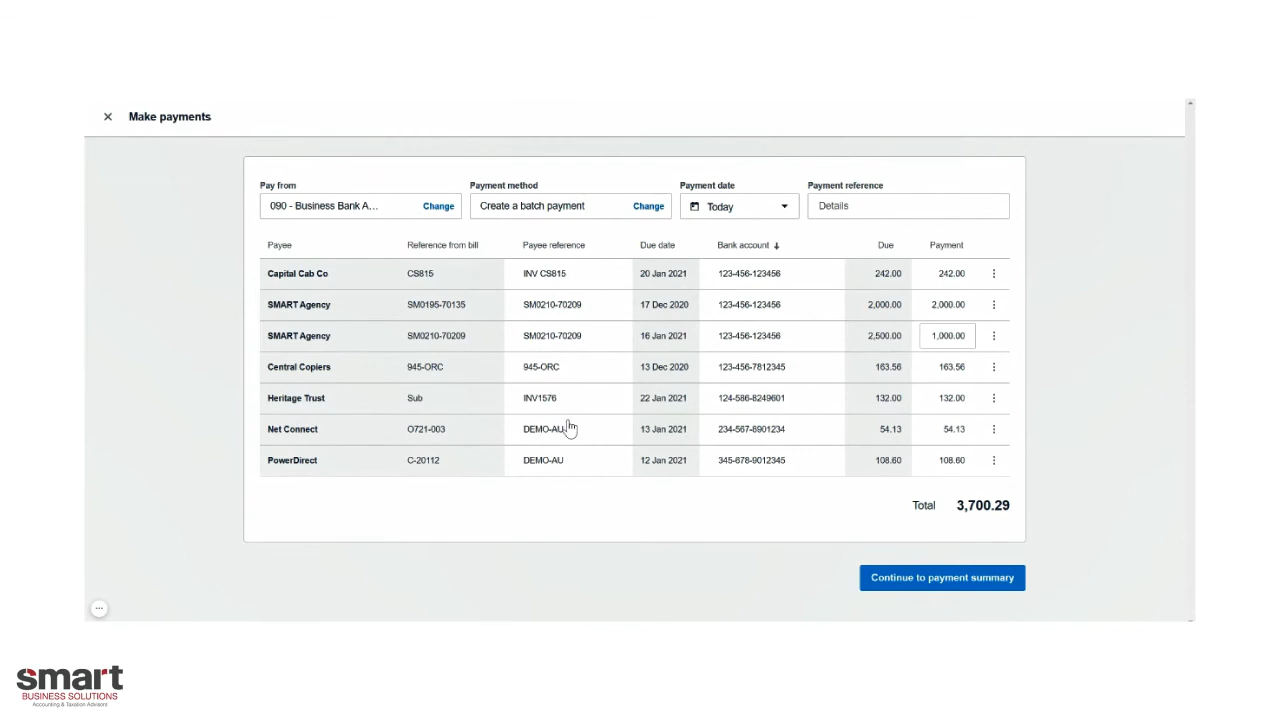 Make payments
Pay from Payment method Payment date Payment reference
090 - Business Bank A... Change Create a batch payment Change Today Details
Payee Reference from bill Payee reference Due date Bank account Due Payment
Capital Cab Co CS815 INV CS815 20 Jan 2021 123-456-123456 242.00 242.00
SMART Agency SM0195-70135 SM0210-70209 17 Dec 2020 123-456-123456 2,000.00 2,000.00
SMART Agency SM0210-70209 SM0210-70209 16 Jan 2021 123-456-123456 2,500.00 1,000.00
Central Copiers 945-ORC 945-ORC 13 Dec 2020 123-456-7812345 163.56 163.56
Heritage Trust Sub INV1576 22 Jan 2021 124-586-8249601 132.00 132.00
Net Connect O721-003 DEMO-AU 13 Jan 2021 234-567-8901234 54.13 54.13
PowerDirect C-20112 DEMO-AU 12 Jan 2021 345-678-9012345 108.60 108.60
Total 3,700.29
Continue to payment summary
smart
BUSINESS SOLUTIONS
Accounting & Taxation Advisors